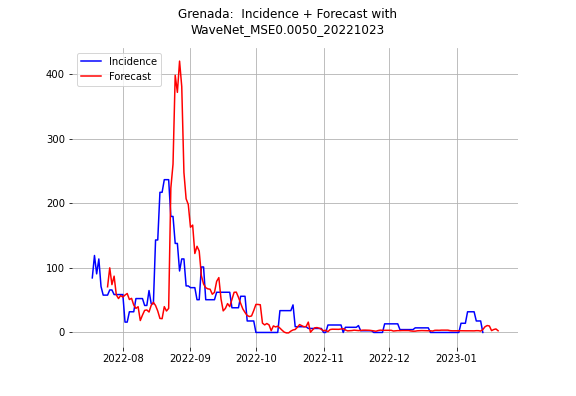 Grenada:  Incidence + Forecast with
WaveNet_MSE0.0050_20221023
Incidence
Forecast
400
300
200
100
0
2022-08 2022-09 2022-10 2022-11 2022-12 2023-01